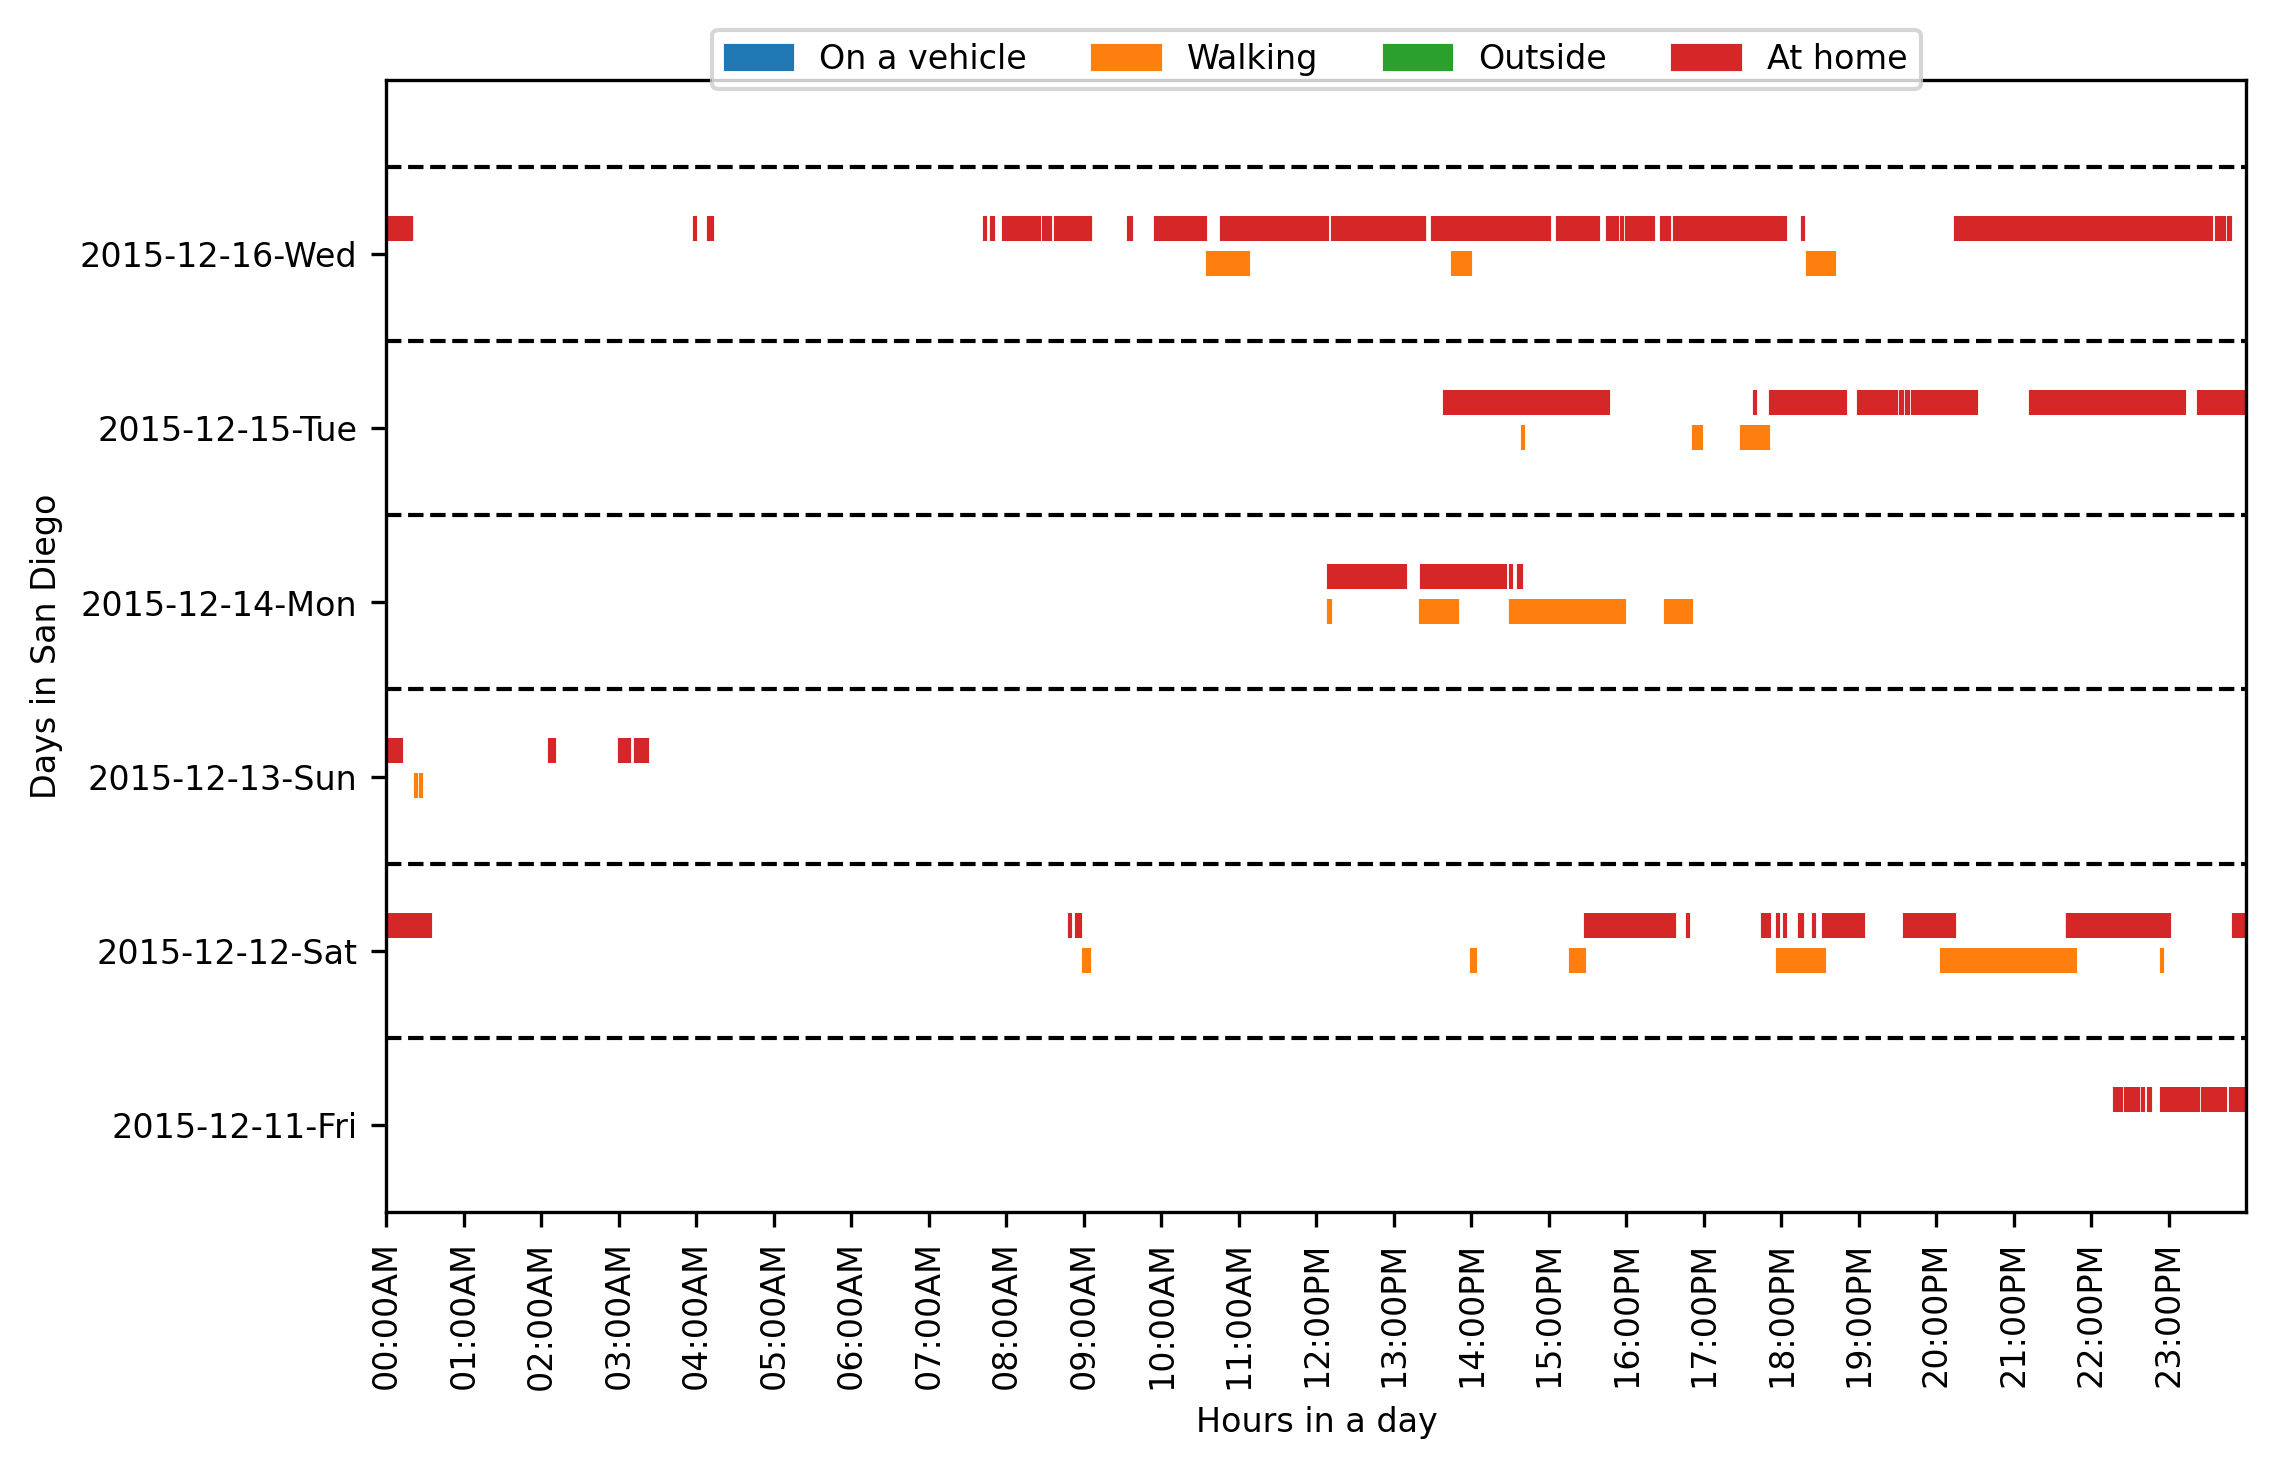 On a vehicle Walking Outside At home
2015-12-16-Wed
2015-12-15-Tue
2015-12-14-Mon
2015-12-13-Sun
2015-12-12-Sat
2015-12-11-Fri
Days in San Diego
00:00AM
01:00AM
02:00AM
03:00AM
04:00AM
05:00AM
06:00AM
07:00AM
08:00AM
09:00AM
10:00AM
11:00AM
12:00PM
13:00PM
14:00PM
15:00PM
16:00PM
17:00PM
18:00PM
19:00PM
20:00PM
21:00PM
22:00PM
23:00PM
Hours in a day